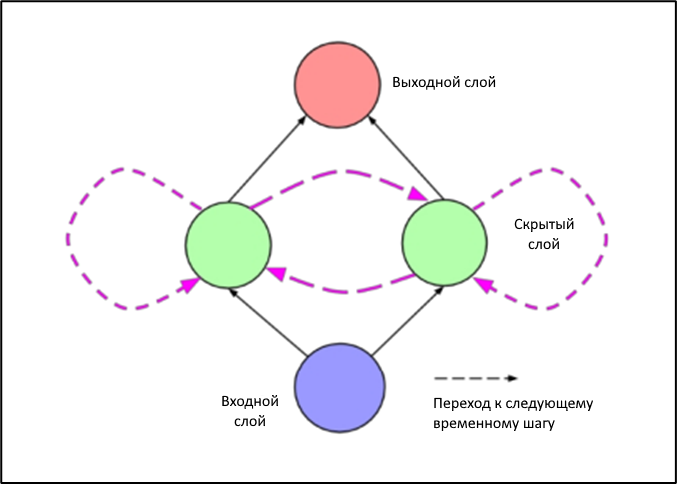 Выходной слой
Скрытый
слой
Входной
слой
Переход к следующему
временному шагу